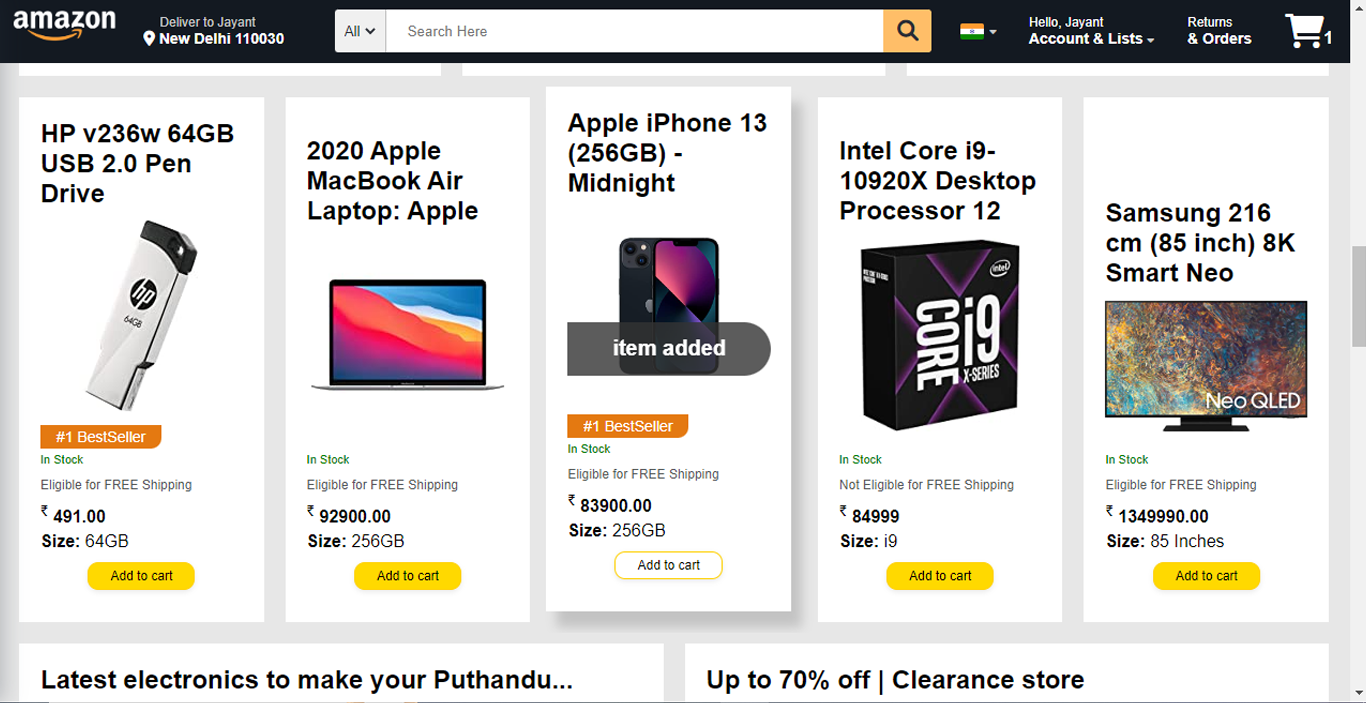 amazon
Deliver to Jayant
New Delhi 110030
All
Search Here
Hello, Jayant
Account & Lists
Returns
& Orders
1
HP v236w 64GB
USB 2.0 Pen
Drive
hp
64GB
#1 BestSeller
In Stock
Eligible for FREE Shipping
₹ 491.00
Size: 64GB
Add to cart
2020 Apple
MacBook Air
Laptop: Apple
In Stock
Eligible for FREE Shipping
₹ 92900.00
Size: 256GB
Add to cart
Apple iPhone 13
(256GB) -
Midnight
item added
#1 BestSeller
In Stock
Eligible for FREE Shipping
₹ 83900.00
Size: 256GB
Add to cart
Intel Core i9-
10920X Desktop
Processor 12
intel
CORE i9
X-SERIES
In Stock
Not Eligible for FREE Shipping
₹ 84999
Size: i9
Add to cart
Samsung 216
cm (85 inch) 8K
Smart Neo
Neo QLED
In Stock
Eligible for FREE Shipping
₹ 1349990.00
Size: 85 Inches
Add to cart
Latest electronics to make your Puthandu...
Up to 70% off | Clearance store